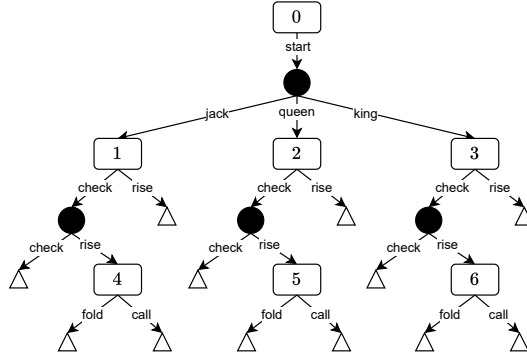 0
start
jack queen king
1 2 3
check rise check rise check rise
check rise check rise check rise
4 5 6
fold call fold call fold call